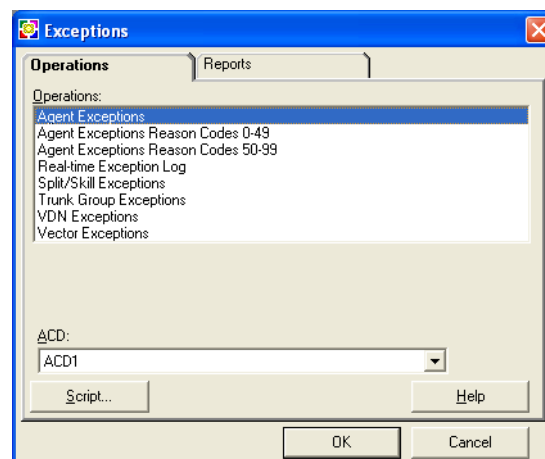 Exceptions
Operations
Reports
Operations:
Agent Exceptions
Agent Exceptions Reason Codes 0-49
Agent Exceptions Reason Codes 50-99
Real-time Exception Log
Split/Skill Exceptions
Trunk Group Exceptions
VDN Exceptions
Vector Exceptions
ACD:
ACD1
Script...
Help
OK
Cancel